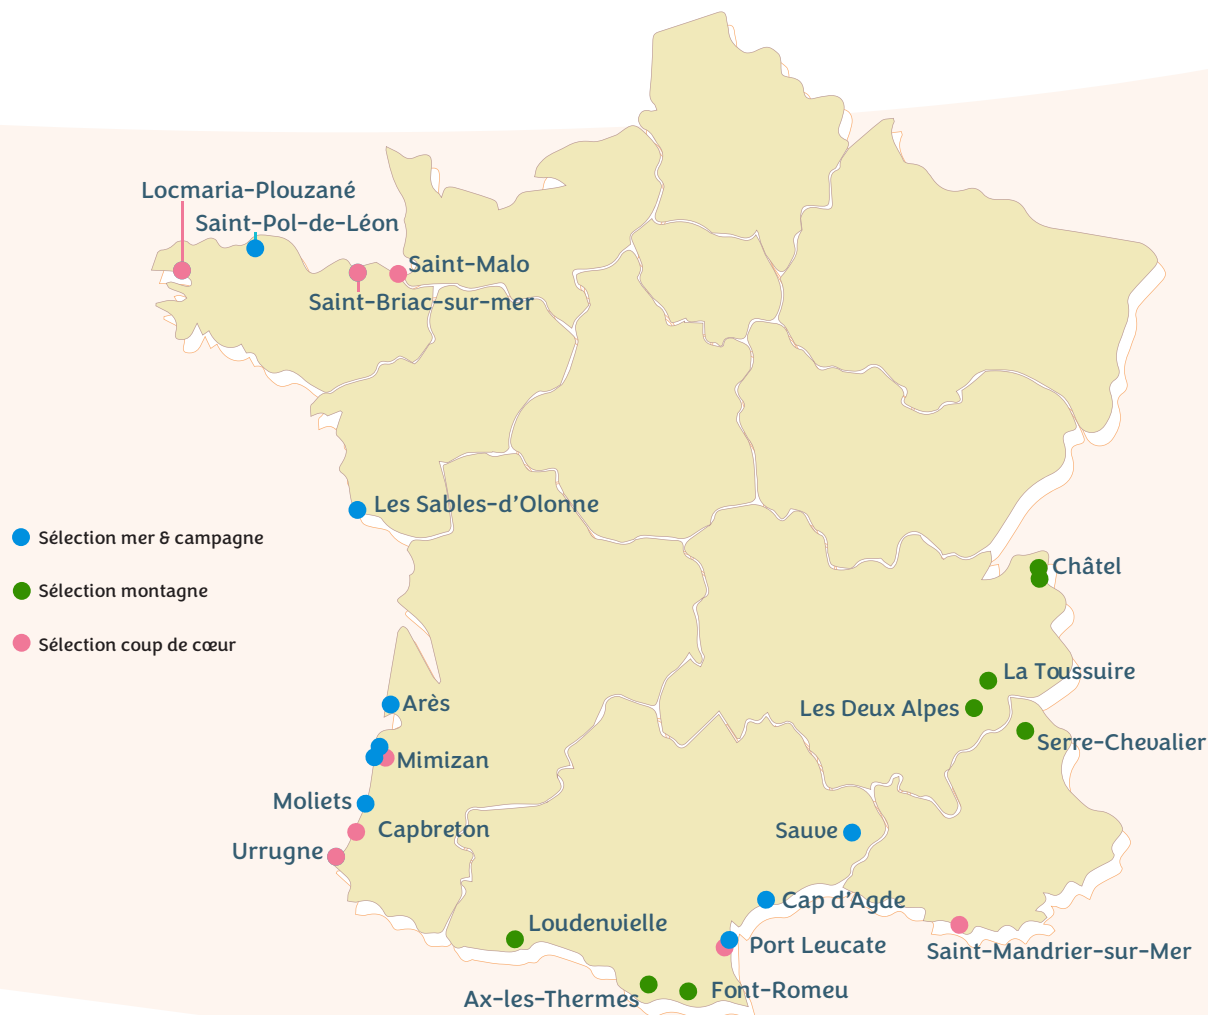 Locmaria-Plouzané
Saint-Pol-de-Léon
Saint-Malo
Saint-Briac-sur-mer
Les Sables-d’Olonne
Sélection mer & campagne
Sélection montagne
Sélection coup de cœur
Châtel
La Toussuire
Les Deux Alpes
Serre-Chevalier
Arès
Mimizan
Moliets
Capbreton
Urrugne
Sauve
Cap d’Agde
Loudenvielle
Port Leucate
Saint-Mandrier-sur-Mer
Ax-les-Thermes
Font-Romeu